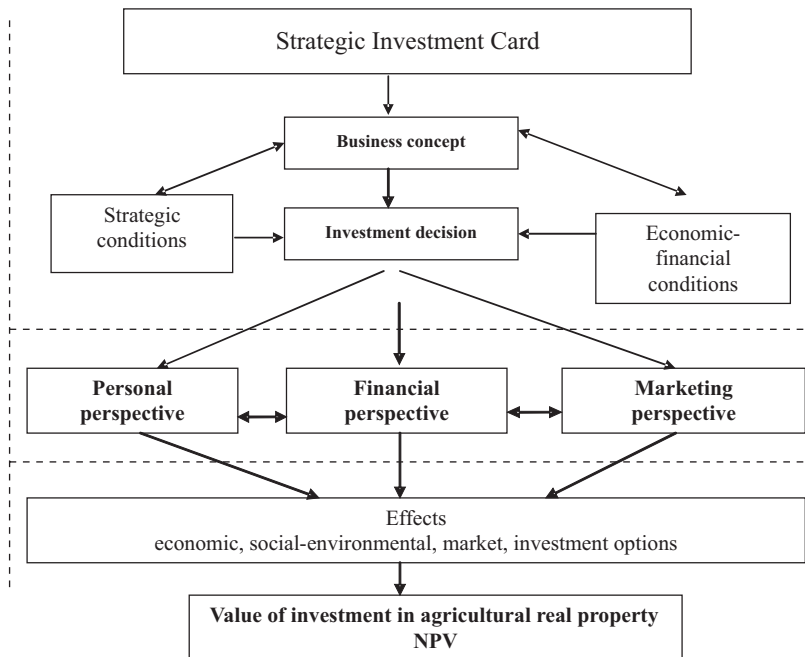 Strategic Investment Card
Business concept
Strategic
conditions
Investment decision
Economic-
financial
conditions
Personal
perspective
Financial
perspective
Marketing
perspective
Effects
economic, social-environmental, market, investment options
Value of investment in agricultural real property
NPV